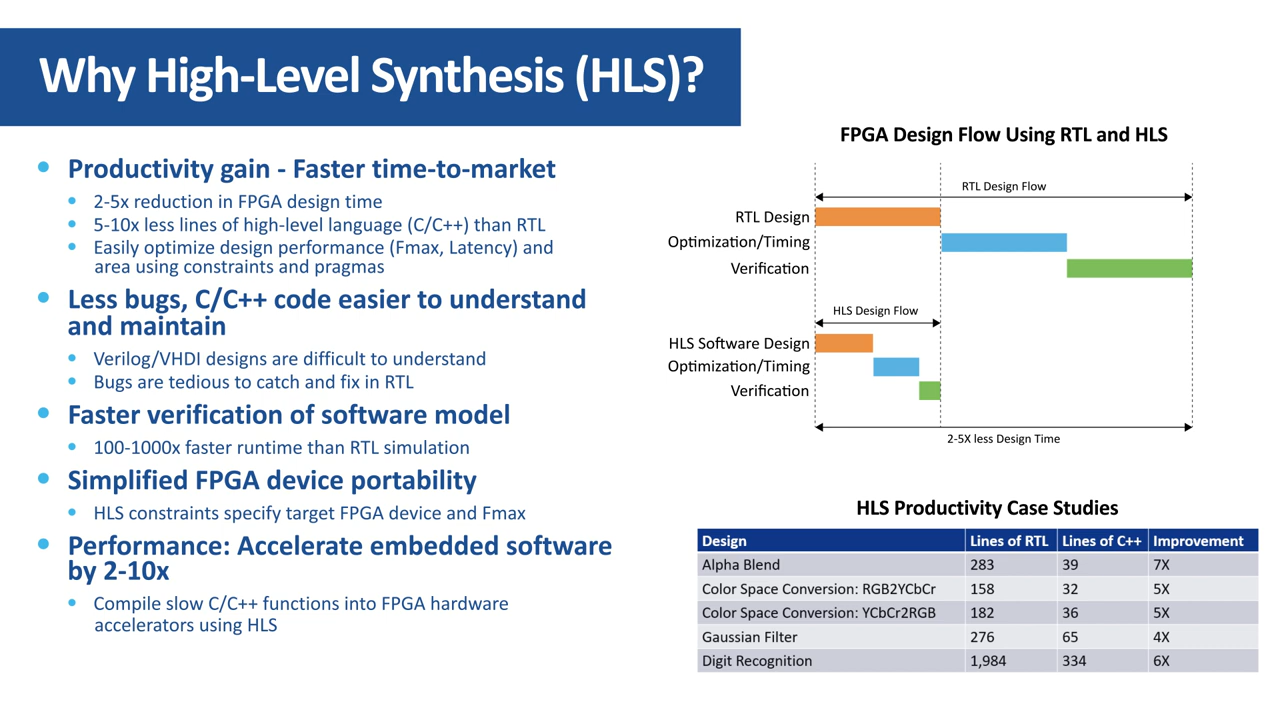 Why High-Level Synthesis (HLS)?
• Productivity gain - Faster time-to-market
• 2-5x reduction in FPGA design time
• 5-10x less lines of high-level language (C/C++) than RTL
• Easily optimize design performance (Fmax, Latency) and
area using constraints and pragmas
• Less bugs, C/C++ code easier to understand
and maintain
• Verilog/VHDI designs are difficult to understand
• Bugs are tedious to catch and fix in RTL
• Faster verification of software model
• 100-1000x faster runtime than RTL simulation
• Simplified FPGA device portability
• HLS constraints specify target FPGA device and Fmax
• Performance: Accelerate embedded software
by 2-10x
• Compile slow C/C++ functions into FPGA hardware
accelerators using HLS
FPGA Design Flow Using RTL and HLS
RTL Design Flow
RTL Design
Optimization/Timing
Verification
HLS Design Flow
HLS Software Design
Optimization/Timing
Verification
2-5X less Design Time
HLS Productivity Case Studies
Design Lines of RTL Lines of C++ Improvement
Alpha Blend 283 39 7X
Color Space Conversion: RGB2YCbCr 158 32 5X
Color Space Conversion: YCbCr2RGB 182 36 5X
Gaussian Filter 276 65 4X
Digit Recognition 1,984 334 6X